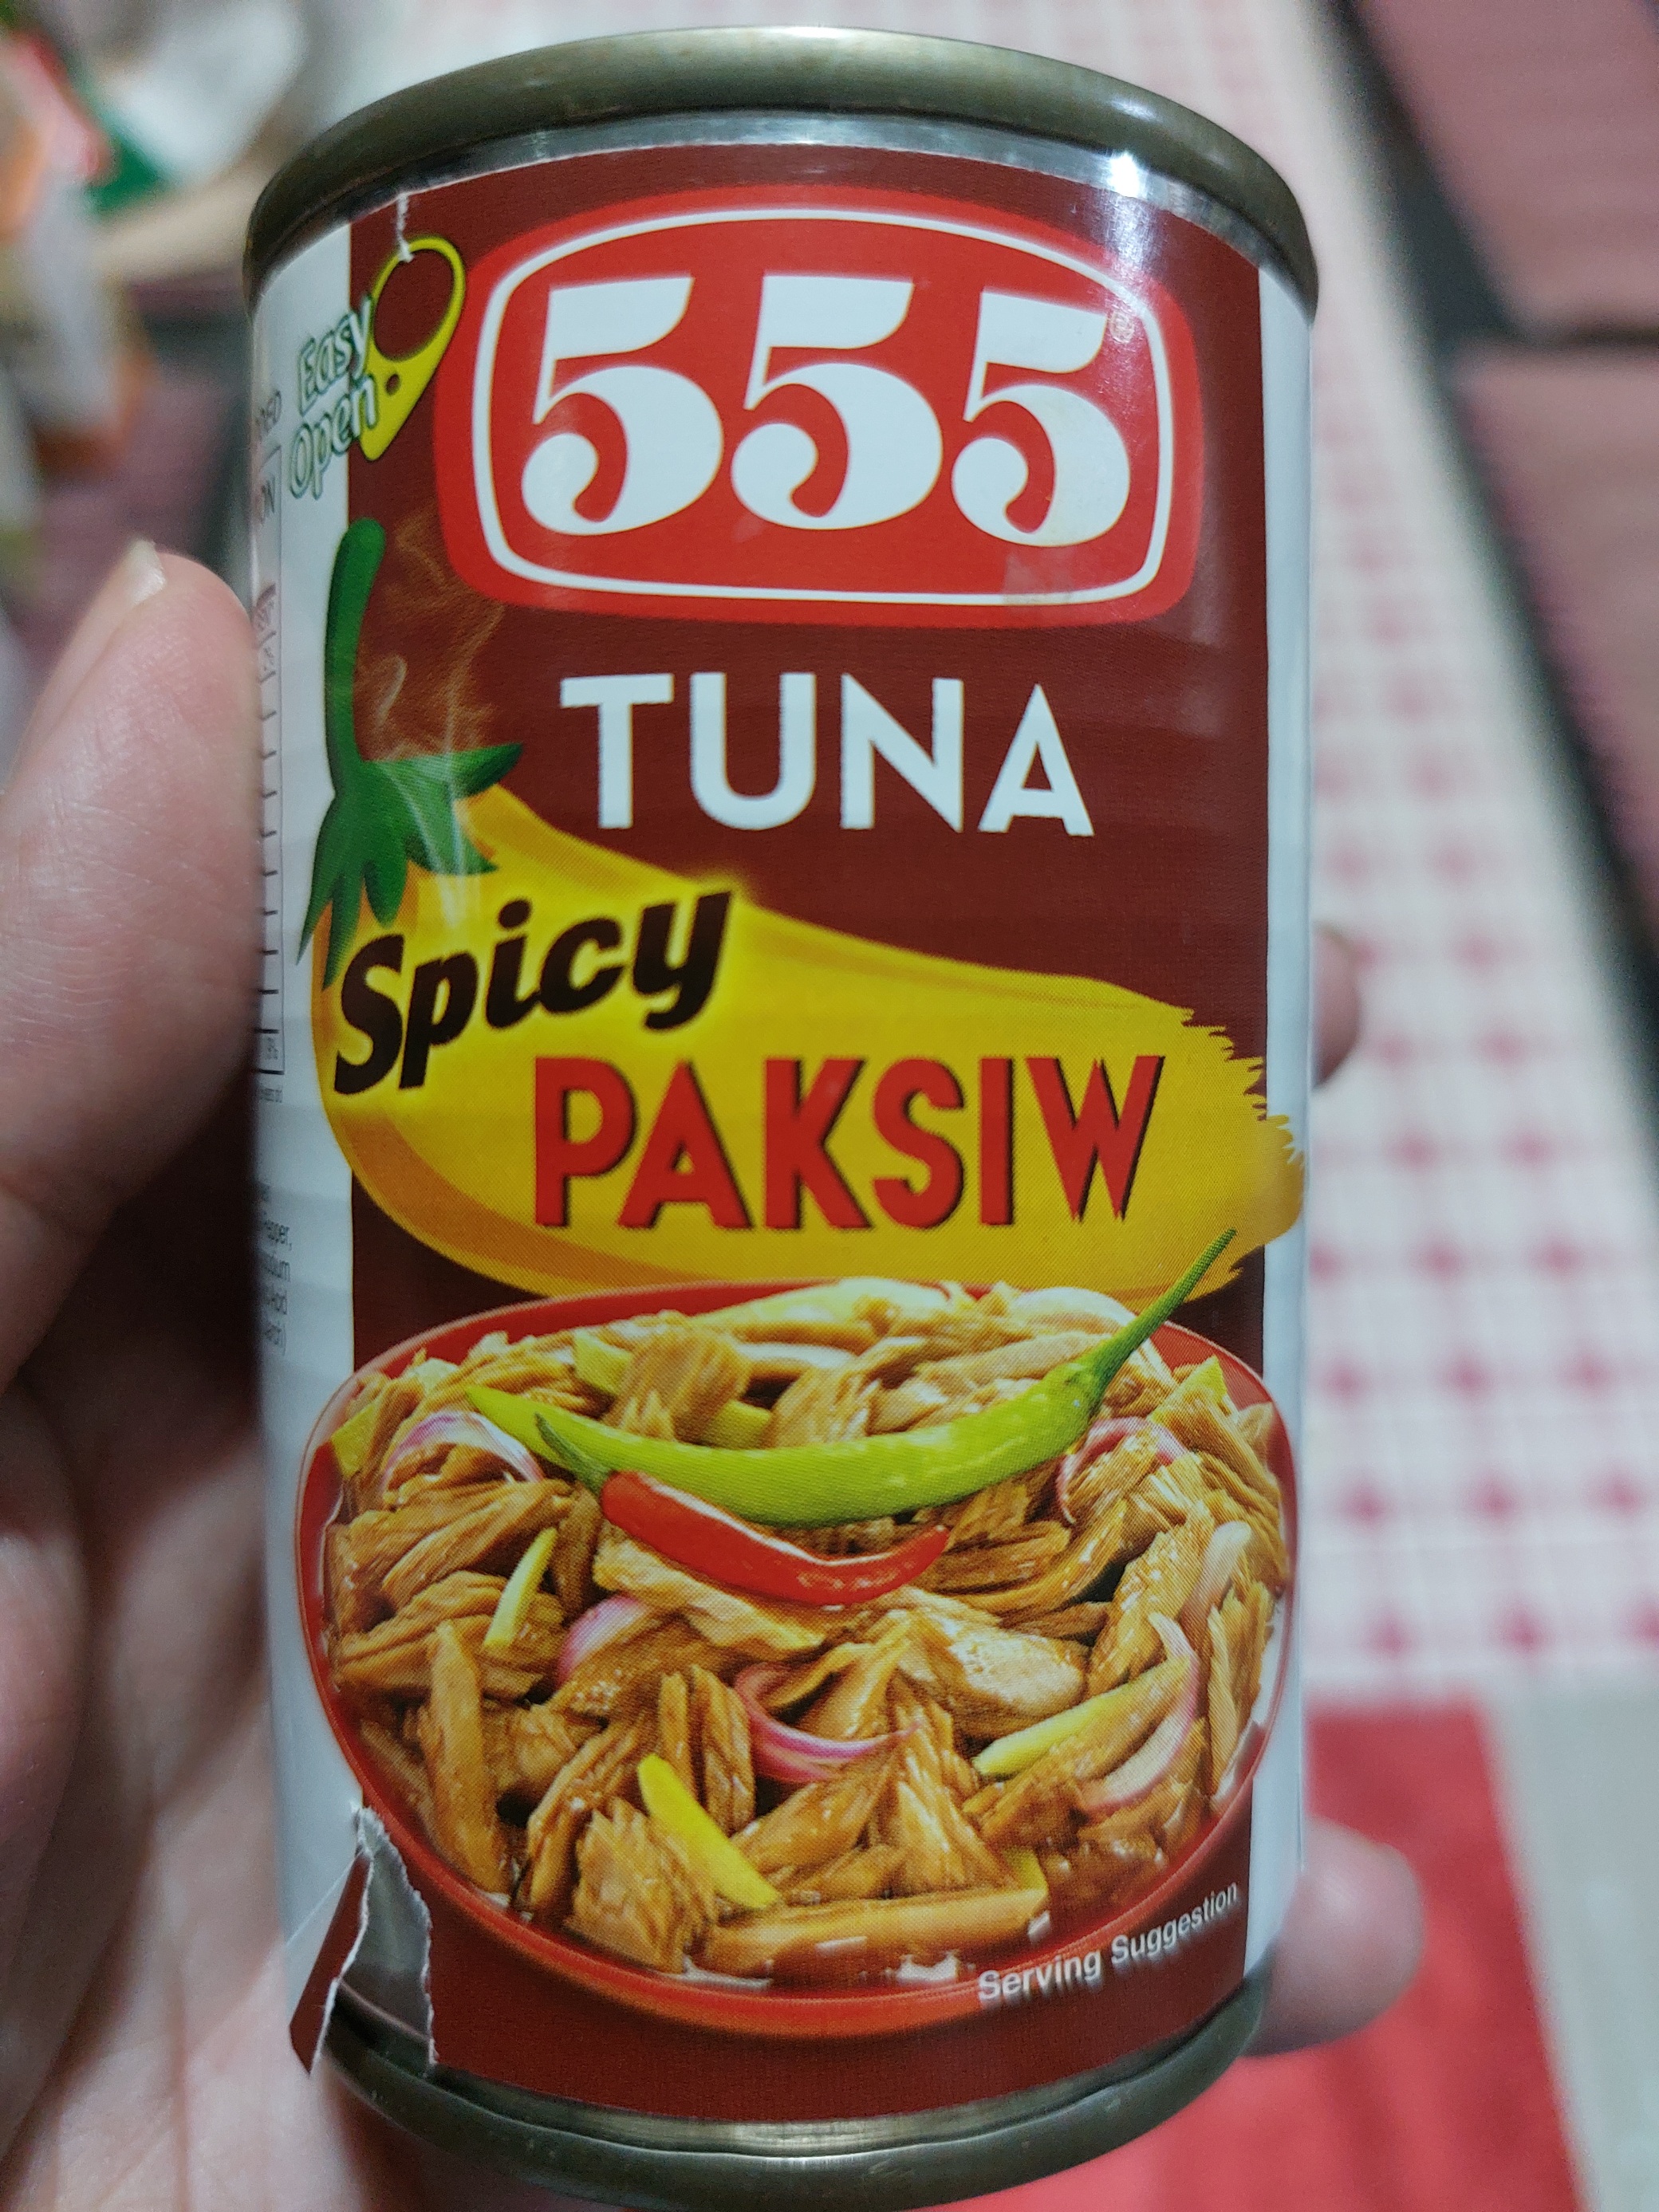 Easy
Open
555
TUNA
Spicy
PAKSIW
Serving Suggestion